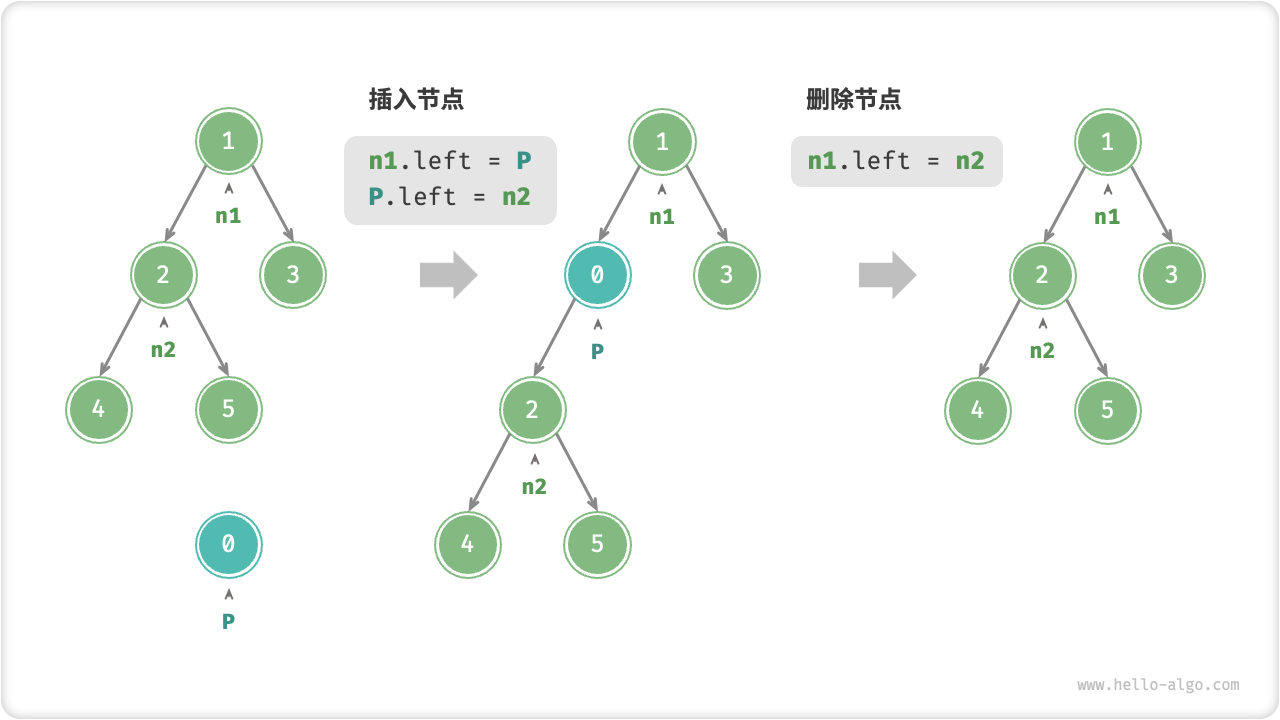 插入节点
n1.left = P
P.left = n2
删除节点
n1.left = n2
1
n1
2
3
n2
4
5
0
P
1
n1
0
3
P
2
n2
4
5
1
n1
2
3
n2
4
5
www.hello-algo.com